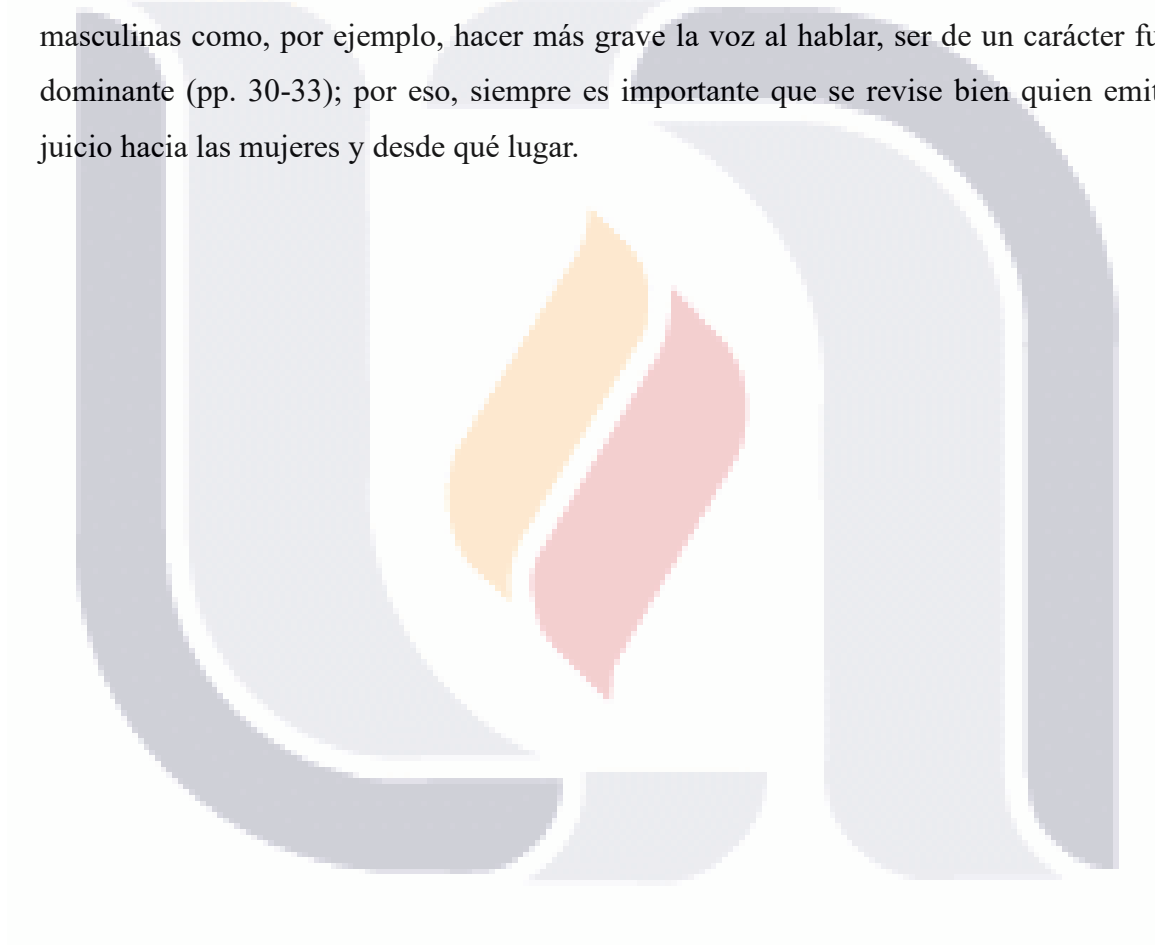 masculinas como, por ejemplo, hacer más grave la voz al hablar, ser de un carácter
dominante (pp. 30-33); por eso, siempre es importante que se revise bien quien
juicio hacia las mujeres y desde qué lugar.